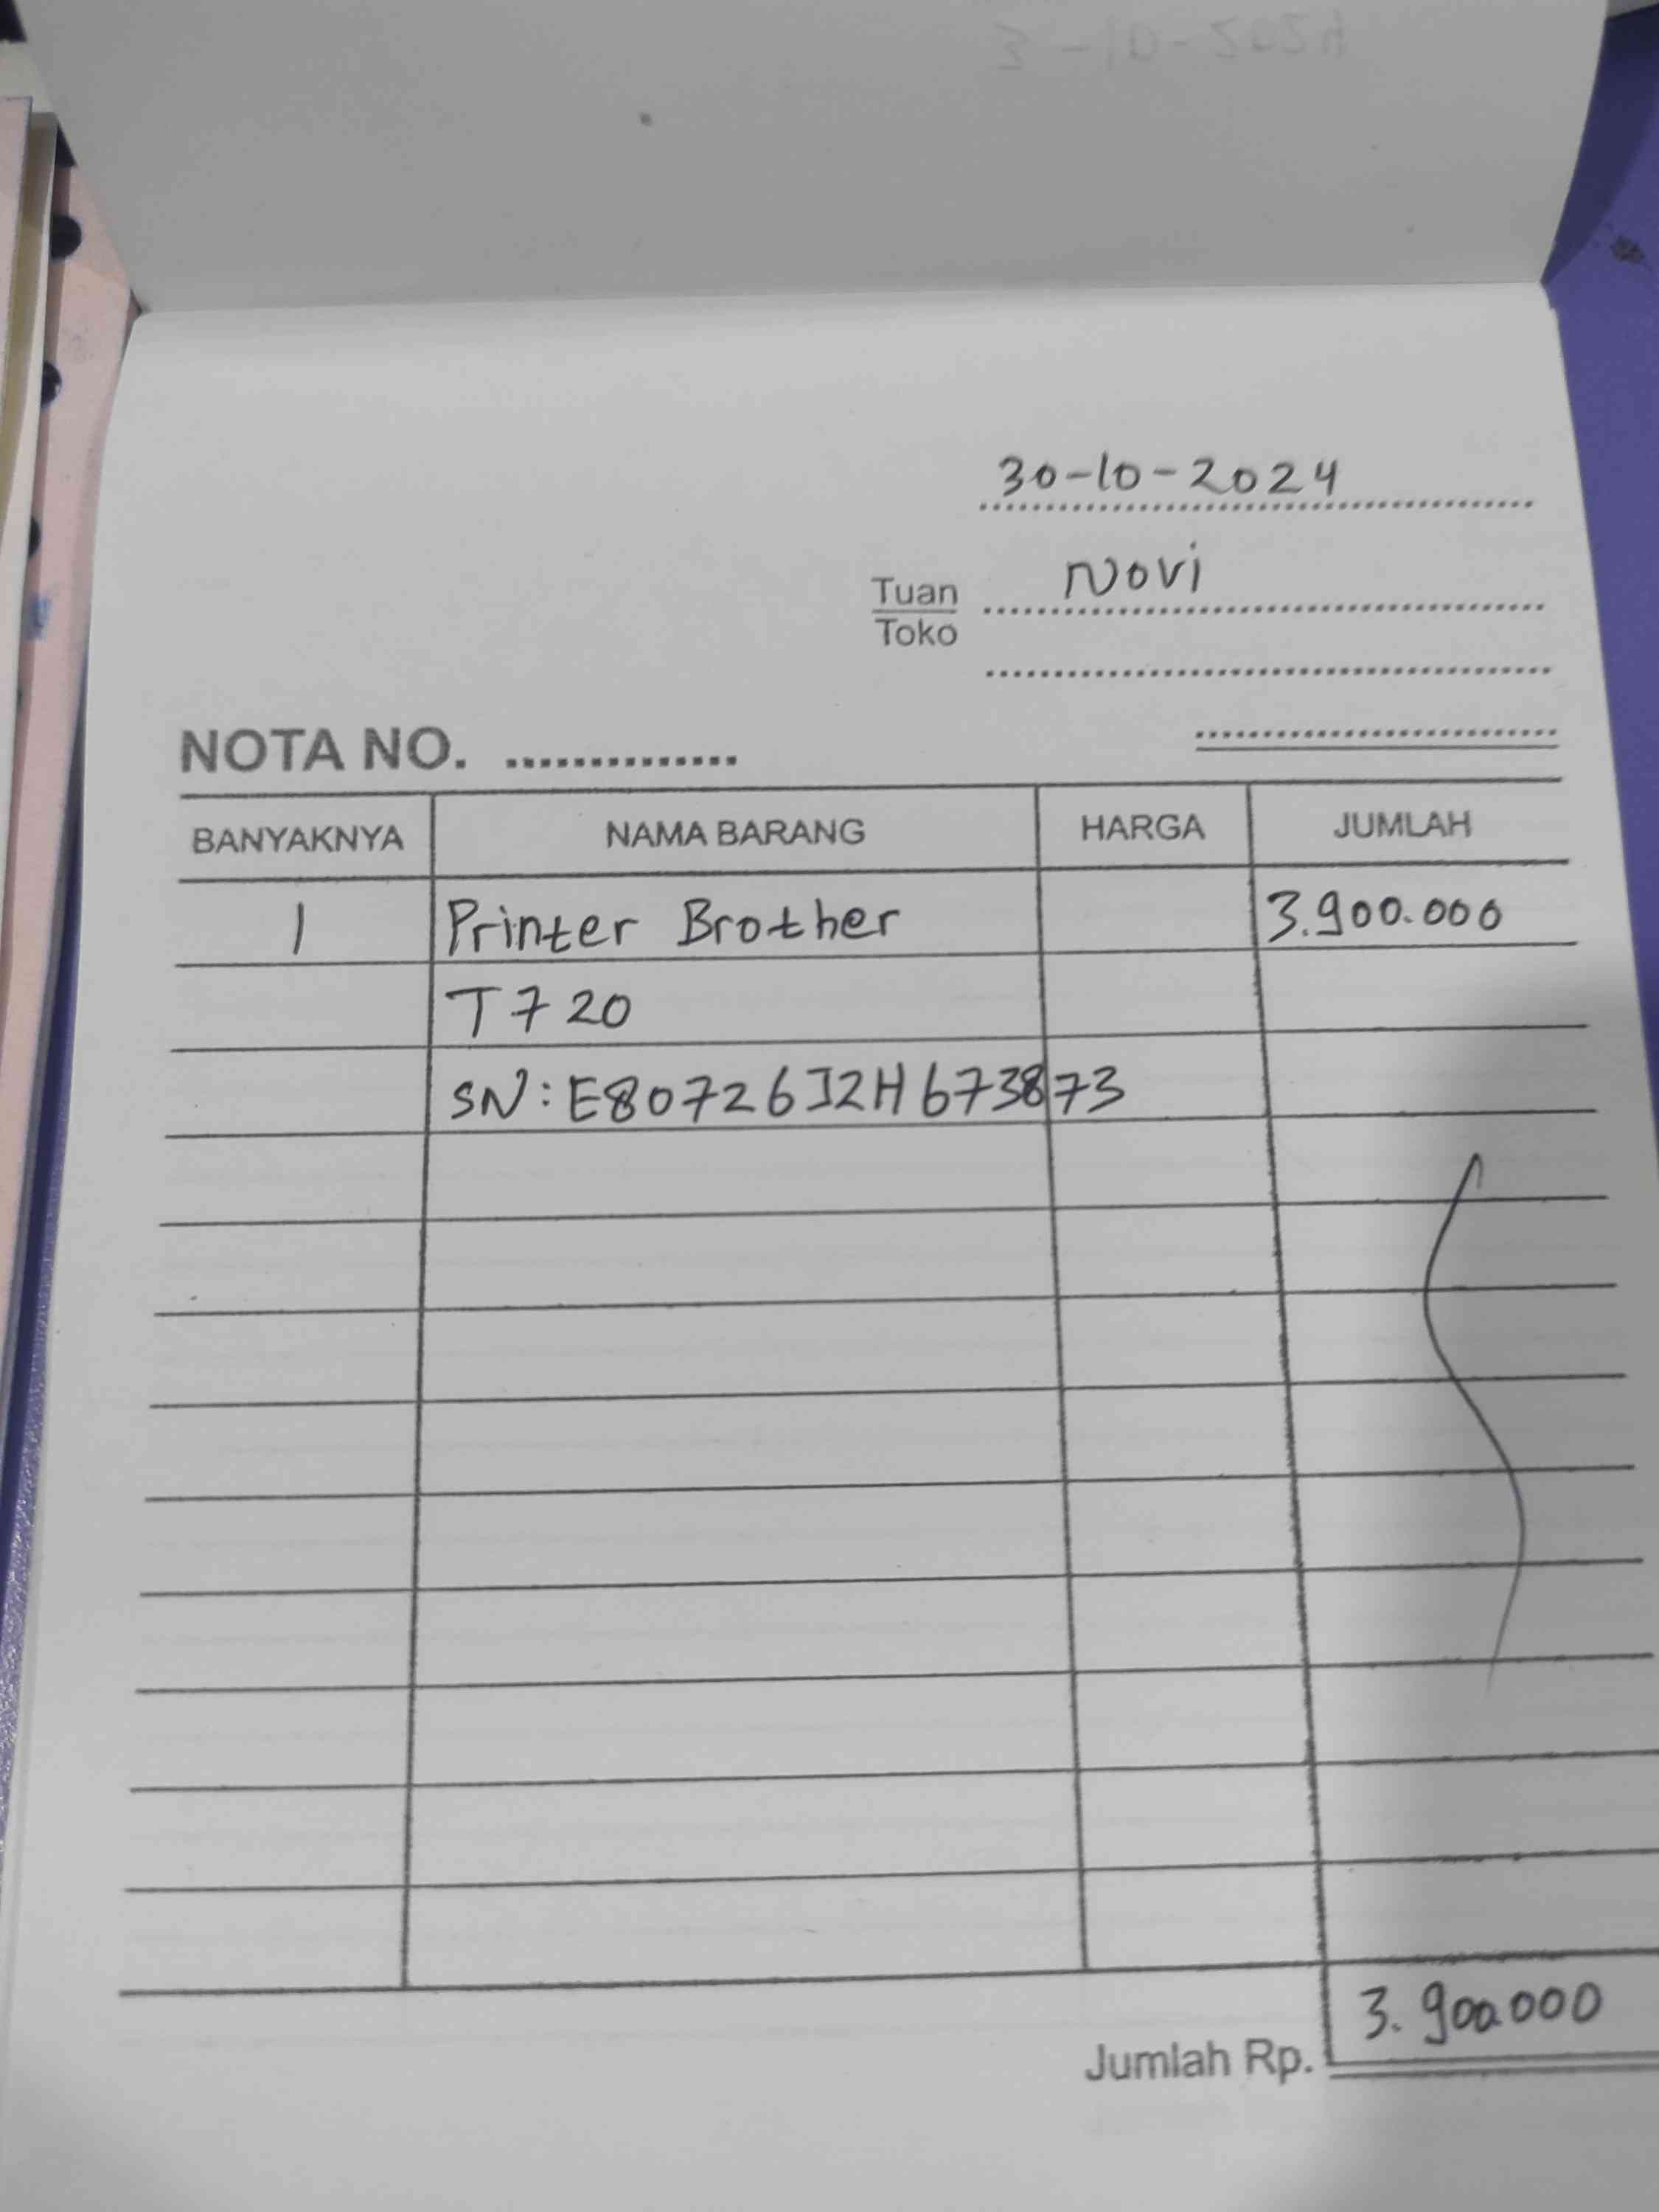 30-10-2024
Tuan Novi
Toko
NOTA NO. ..............
BANYAKNYA NAMA BARANG HARGA JUMLAH
1 Printer Brother 3.900.000
T720
SN: E80726J2H673873
Jumlah Rp. 3.900.000